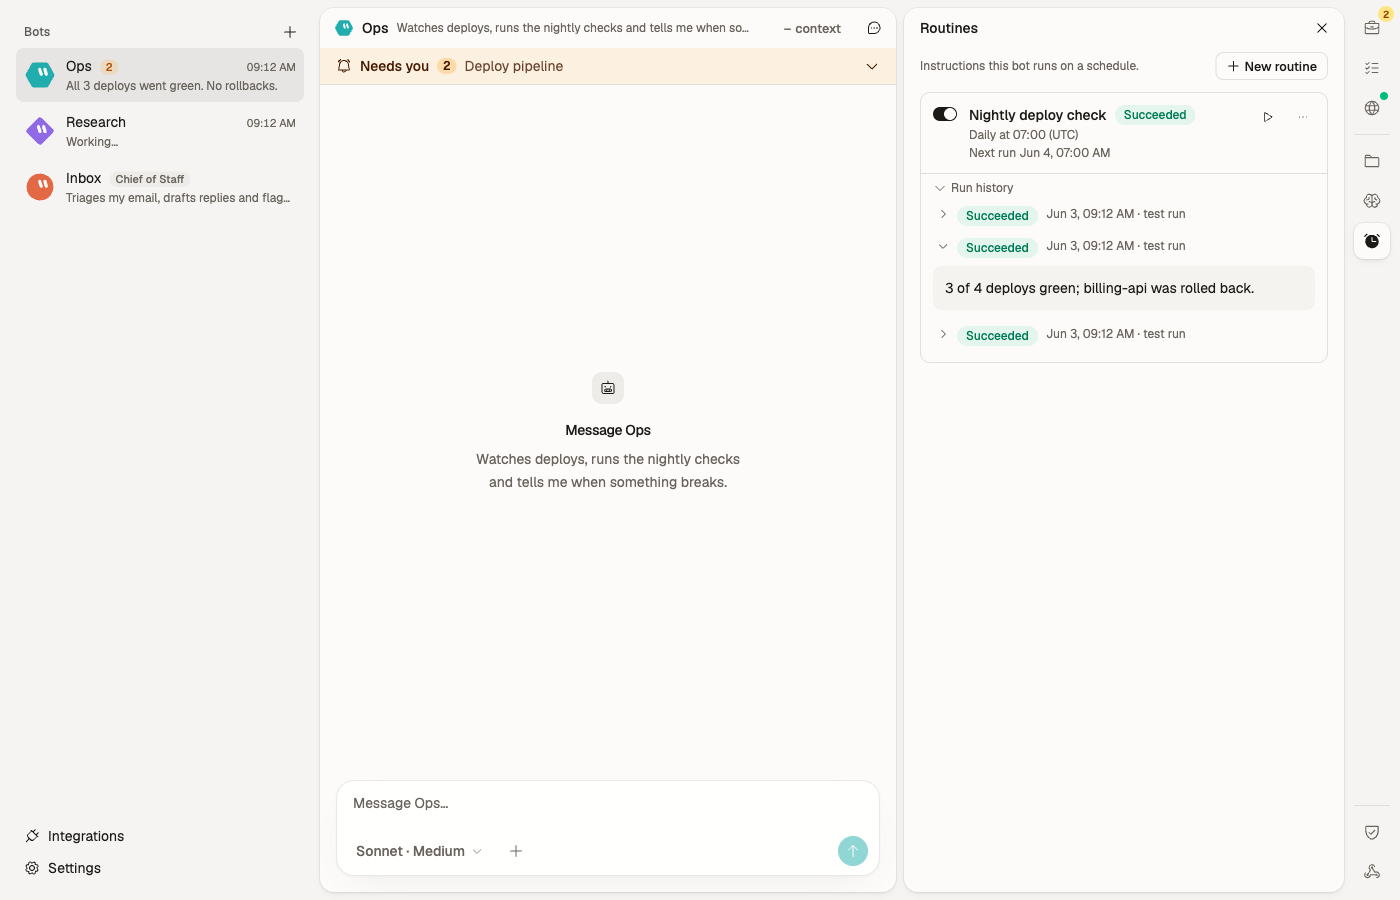 Bots
Ops 2 09:12 AM
All 3 deploys went green. No rollbacks.
Research 09:12 AM
Working…
Inbox Chief of Staff
Triages my email, drafts replies and flag…
Integrations
Settings
Ops Watches deploys, runs the nightly checks and tells me when so… – context
Needs you 2 Deploy pipeline
Message Ops
Watches deploys, runs the nightly checks
and tells me when something breaks.
Message Ops…
Sonnet · Medium
Routines
Instructions this bot runs on a schedule.
New routine
Nightly deploy check Succeeded
Daily at 07:00 (UTC)
Next run Jun 4, 07:00 AM
Run history
Succeeded Jun 3, 09:12 AM · test run
Succeeded Jun 3, 09:12 AM · test run
3 of 4 deploys green; billing-api was rolled back.
Succeeded Jun 3, 09:12 AM · test run
2